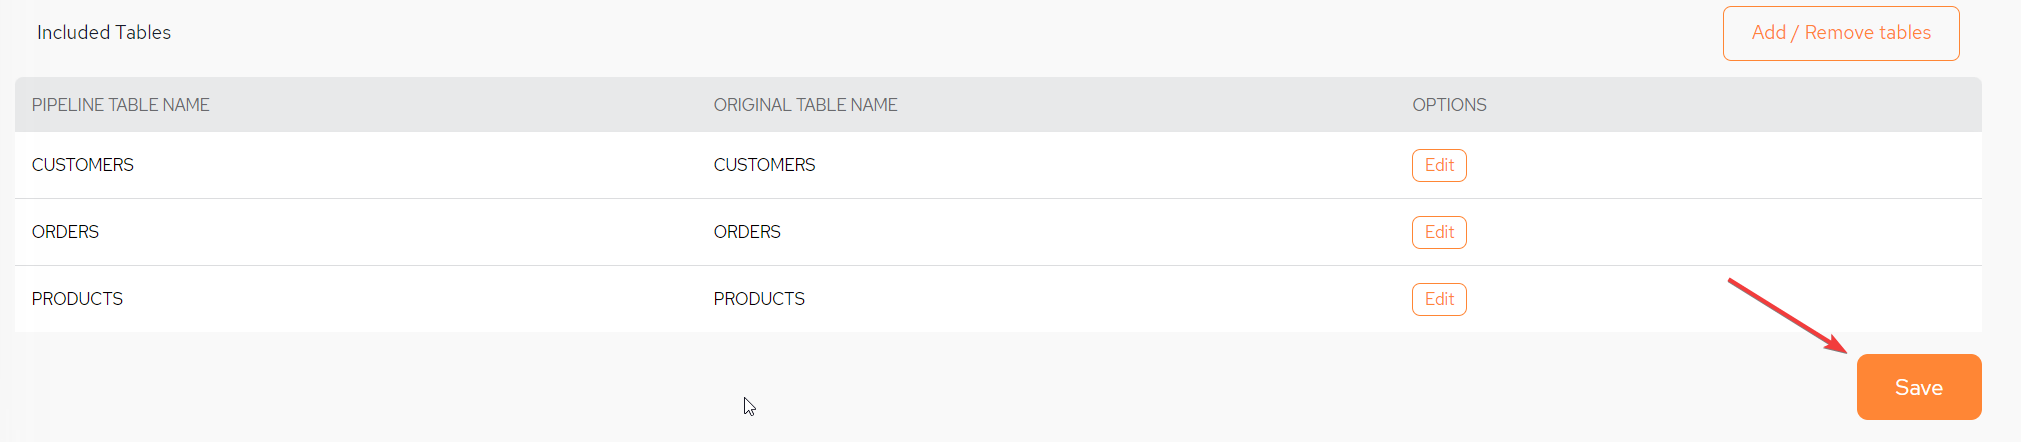 Included Tables
Add / Remove tables
PIPELINE TABLE NAME ORIGINAL TABLE NAME OPTIONS
CUSTOMERS CUSTOMERS Edit
ORDERS ORDERS Edit
PRODUCTS PRODUCTS Edit
Save